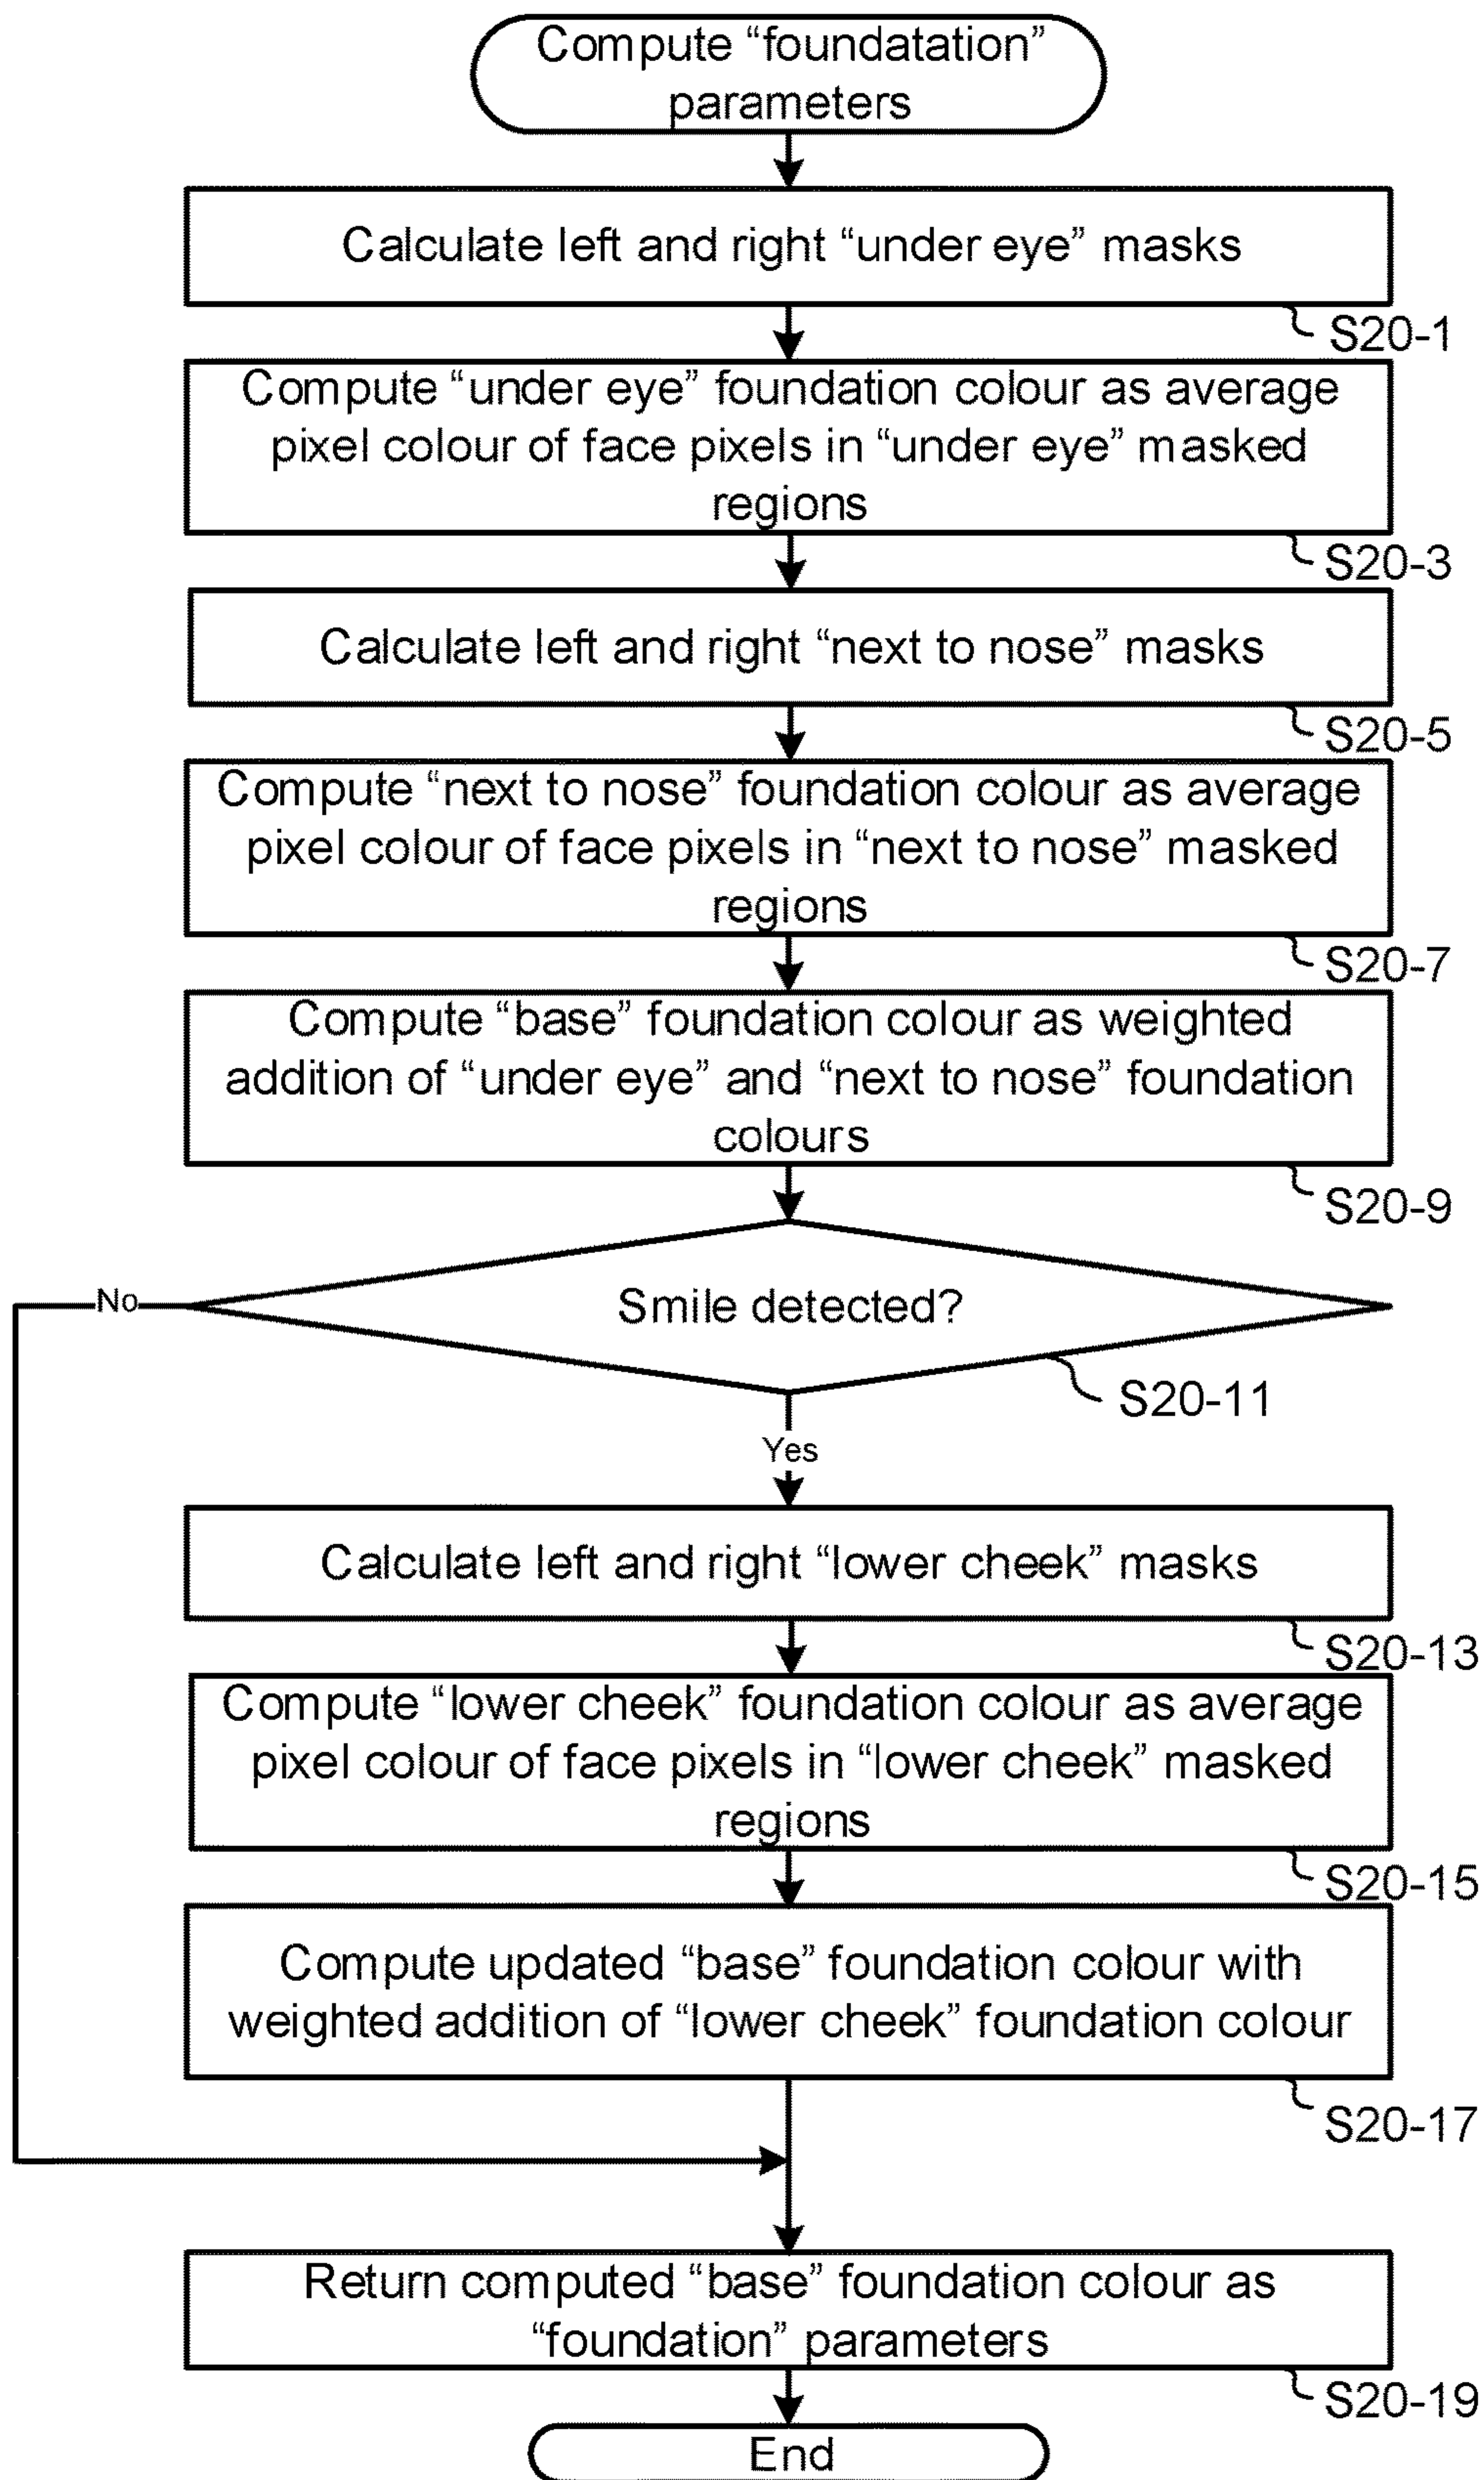 Compute “foundatation”
parameters
Calculate left and right “under eye” masks
S20-1
Compute “under eye” foundation colour as average
pixel colour of face pixels in “under eye” masked
regions
S20-3
Calculate left and right “next to nose” masks
S20-5
Compute “next to nose” foundation colour as average
pixel colour of face pixels in “next to nose” masked
regions
S20-7
Compute “base” foundation colour as weighted
addition of “under eye” and “next to nose” foundation
colours
S20-9
No
Smile detected?
S20-11
Yes
Calculate left and right “lower cheek” masks
S20-13
Compute “lower cheek” foundation colour as average
pixel colour of face pixels in “lower cheek” masked
regions
S20-15
Compute updated “base” foundation colour with
weighted addition of “lower cheek” foundation colour
S20-17
Return computed “base” foundation colour as
“foundation” parameters
S20-19
End